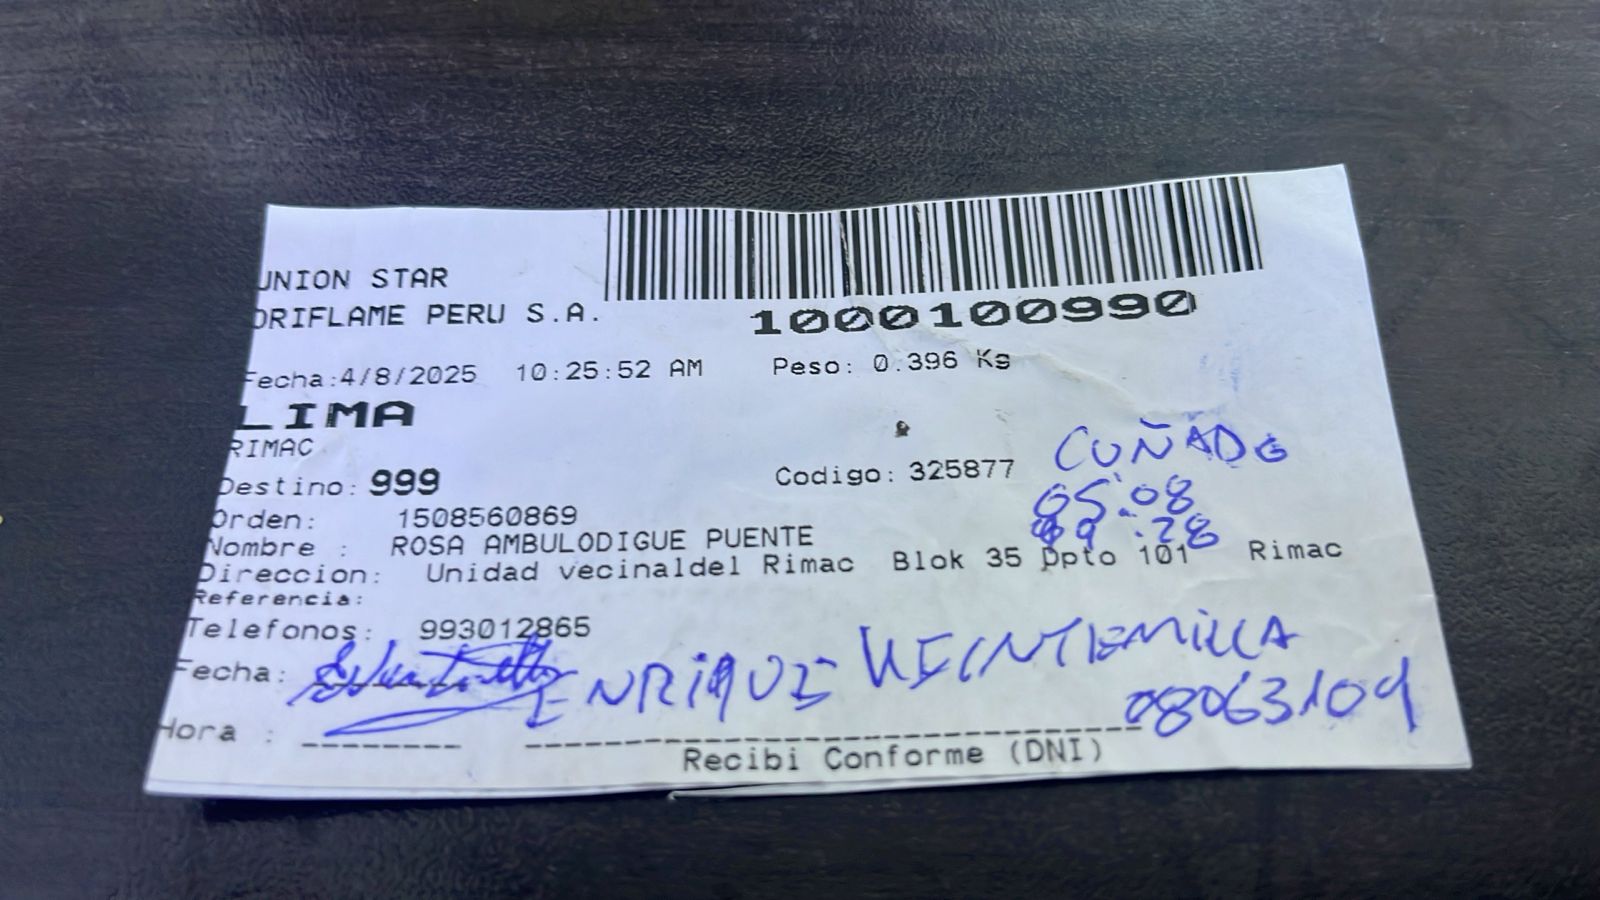 UNION STAR
ORIFLAME PERU S.A.
1000100990
Fecha:4/8/2025 10:25:52 AM Peso: 0.396 Kg
LIMA
RIMAC
CUÑADO
Destino: 999 Codigo: 325877
05.08
09:28
Orden: 1508560869
Nombre : ROSA AMBULODIGUE PUENTE
Direccion: Unidad vecinaldel Rimac Blok 35 Dpto 101 Rimac
Referencia:
Telefonos: 993012865
Fecha: ENRIQUE VEINTEMILLA
08063109
Hora :
Recibi Conforme (DNI)